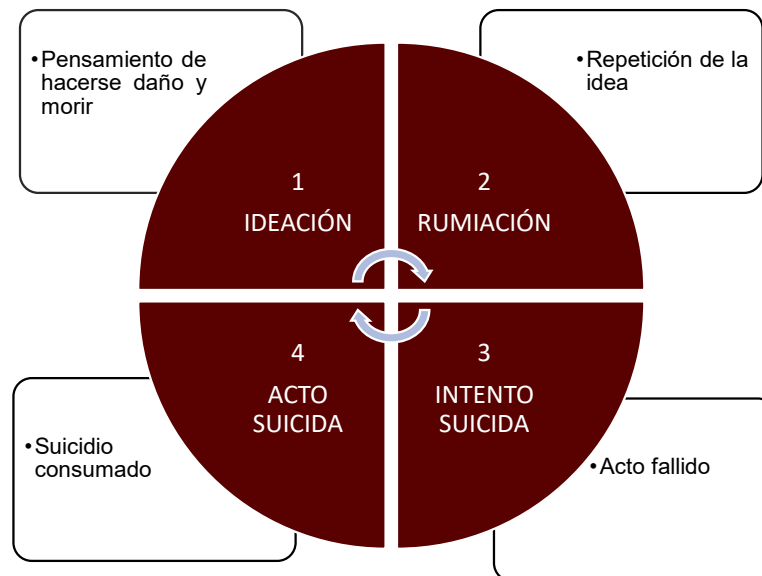 •Pensamiento de
hacerse daño y
morir
•Repetición de la
idea
1
IDEACIÓN
2
RUMIACIÓN
4
ACTO
SUICIDA
3
INTENTO
SUICIDA
•Suicidio
consumado
•Acto fallido